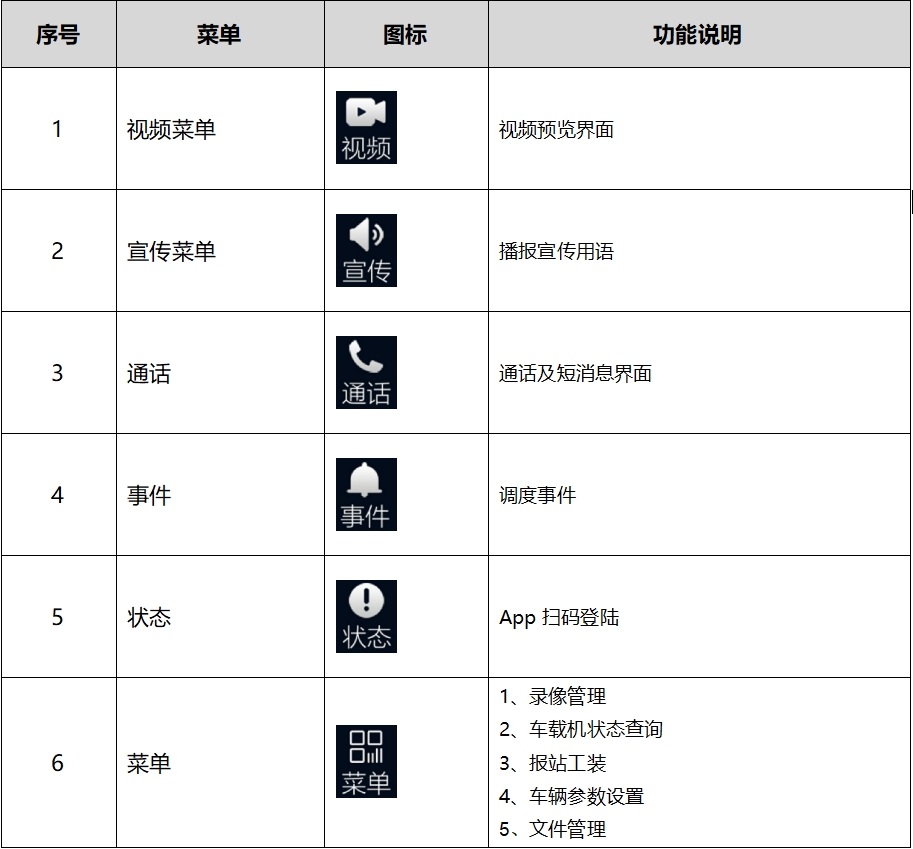 序号 菜单 图标 功能说明
1 视频菜单 视频 视频预览界面
2 宣传菜单 宣传 播报宣传用语
3 通话 通话 通话及短消息界面
4 事件 事件 调度事件
5 状态 状态 App 扫码登陆
6 菜单 菜单
1、录像管理
2、车载机状态查询
3、报站工装
4、车辆参数设置
5、文件管理